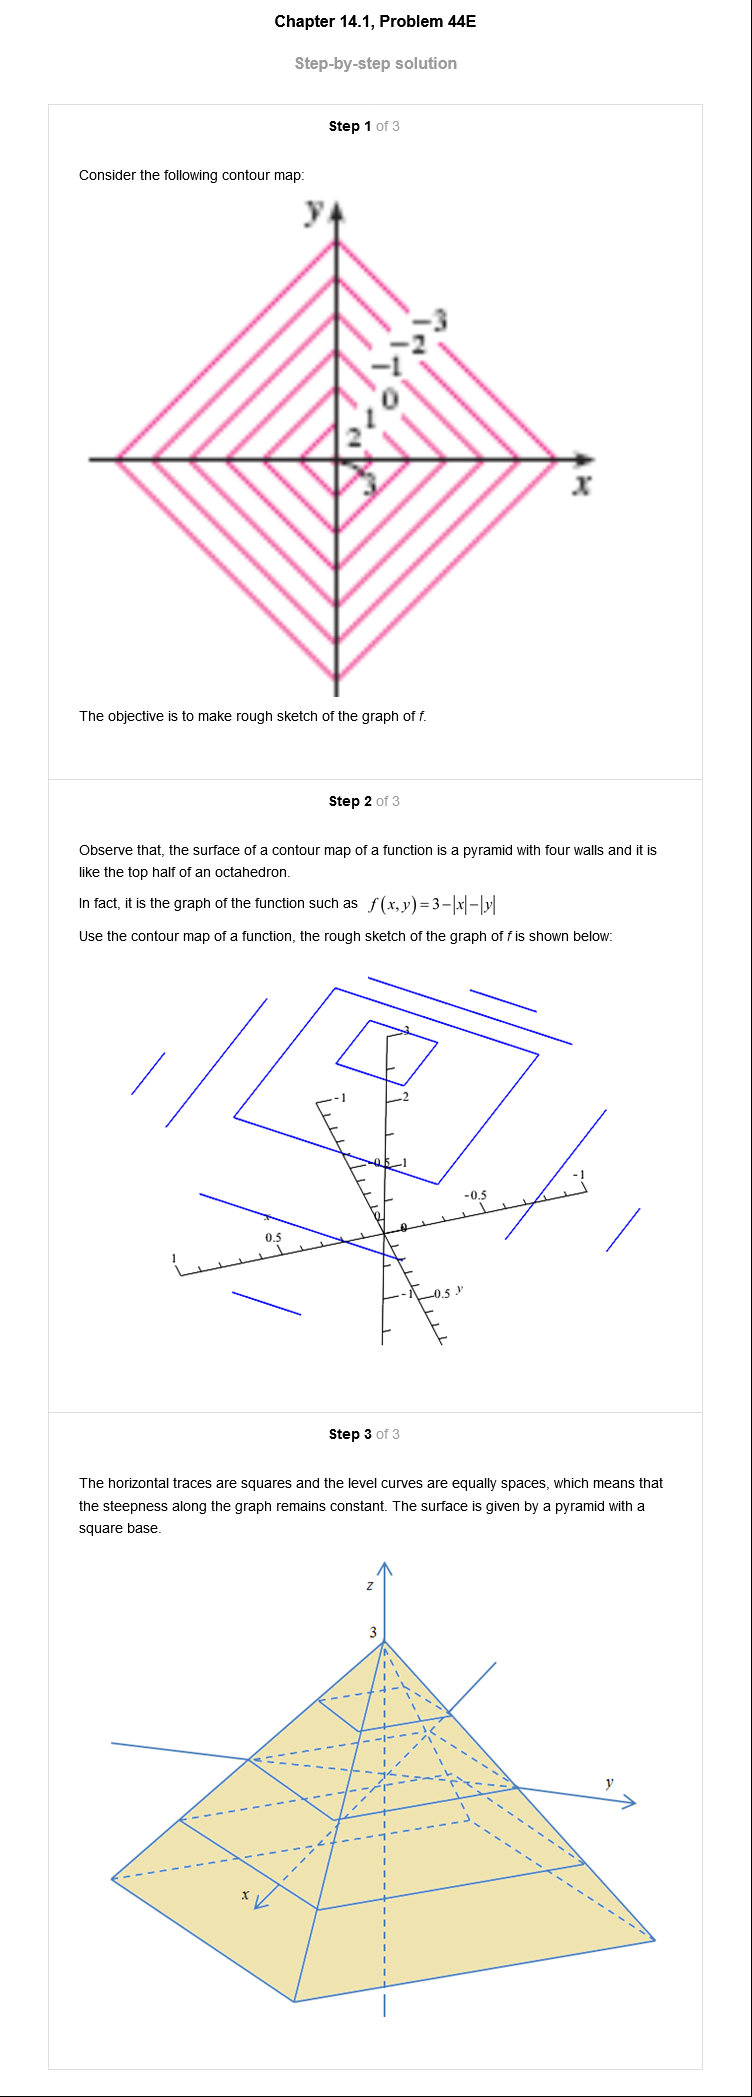 Chapter 14.1, Problem 44E
Step-by-step solution
Step 1 of 3
Consider the following contour map:
y
−3
−2
−1
0
1
2
3
x
The objective is to make rough sketch of the graph of f.
Step 2 of 3
Observe that, the surface of a contour map of a function is a pyramid with four walls and it is
like the top half of an octahedron.
In fact, it is the graph of the function such as f(x,y)=3−|x|−|y|
Use the contour map of a function, the rough sketch of the graph of f is shown below:
3
-1
2
-0.5
1
-1
-0.5
0
x
0
0.5
1
-1
0.5
y
Step 3 of 3
The horizontal traces are squares and the level curves are equally spaces, which means that
the steepness along the graph remains constant. The surface is given by a pyramid with a
square base.
z
3
y
x